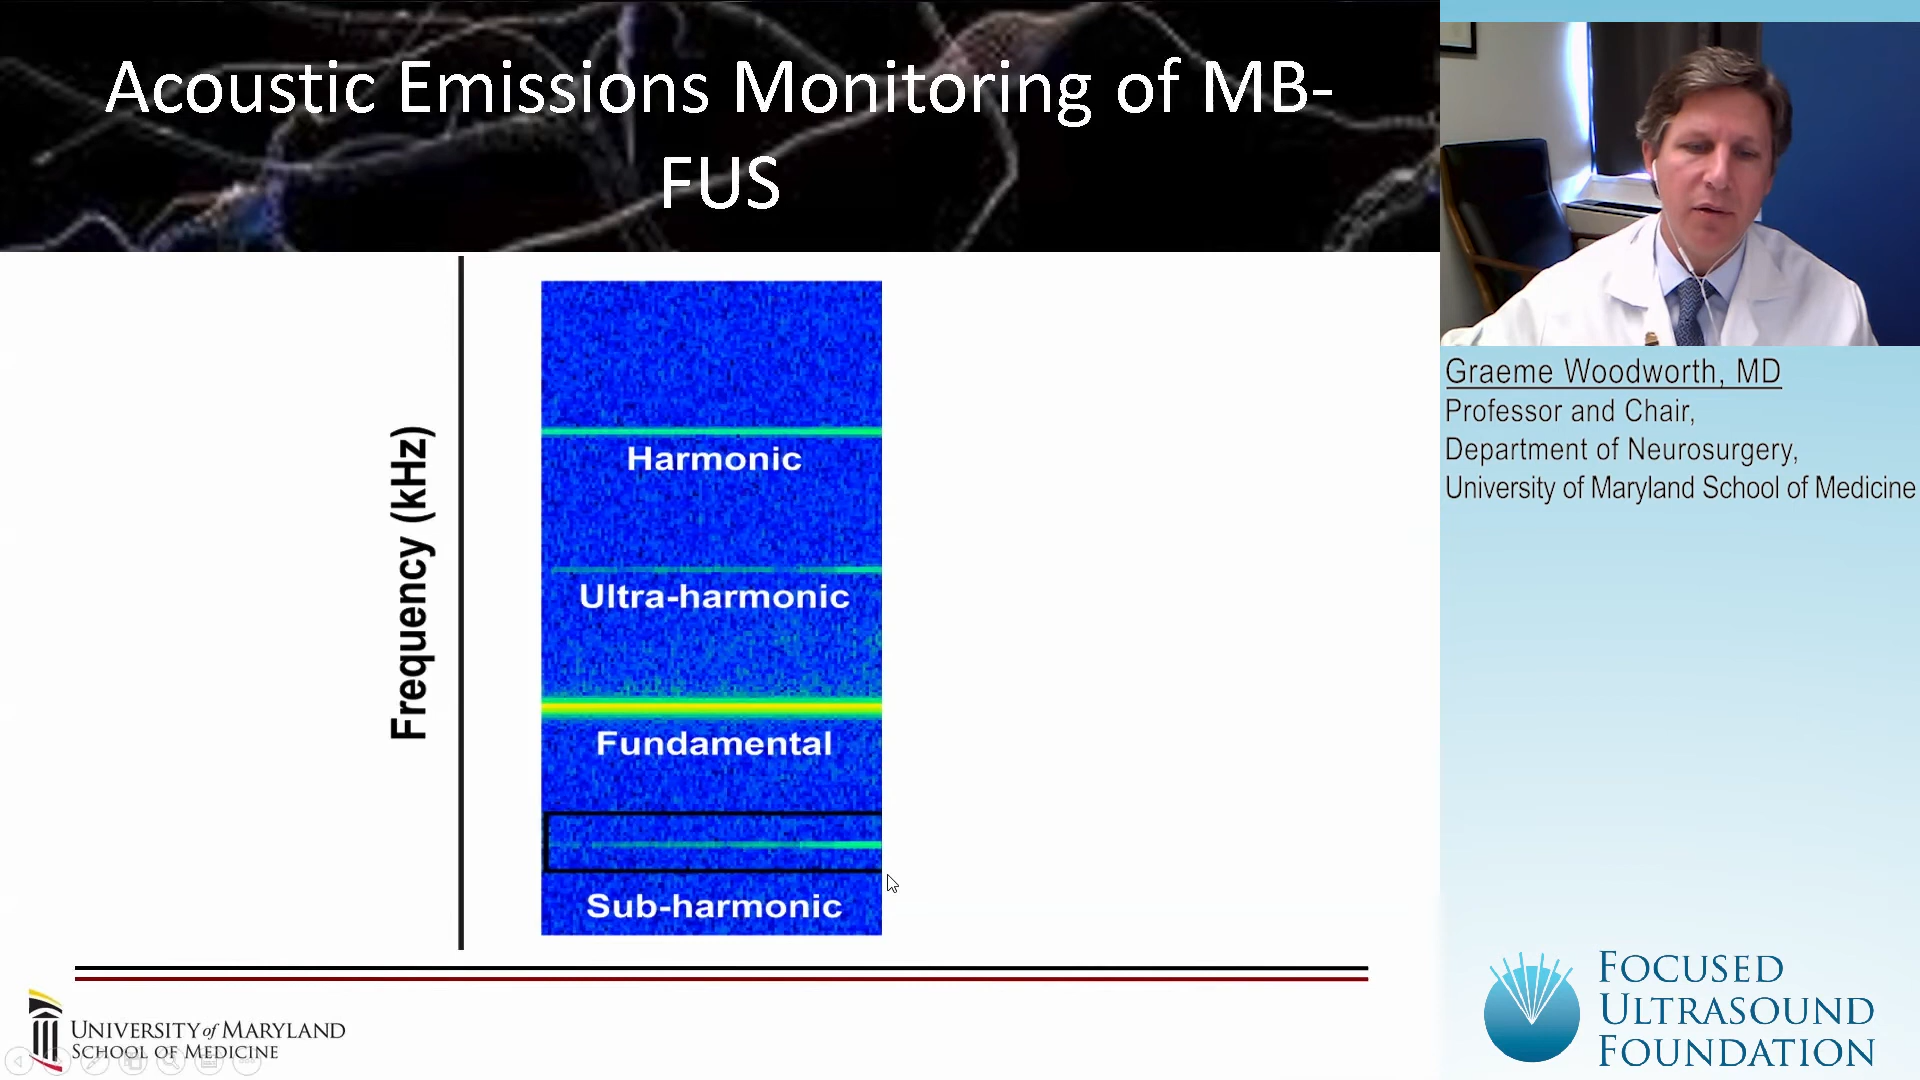 Acoustic Emissions Monitoring of MB-
FUS
Frequency (kHz)
Harmonic
Ultra-harmonic
Fundamental
Sub-harmonic
UNIVERSITY of MARYLAND
SCHOOL OF MEDICINE
Graeme Woodworth, MD
Professor and Chair,
Department of Neurosurgery,
University of Maryland School of Medicine
FOCUSED
ULTRASOUND
FOUNDATION